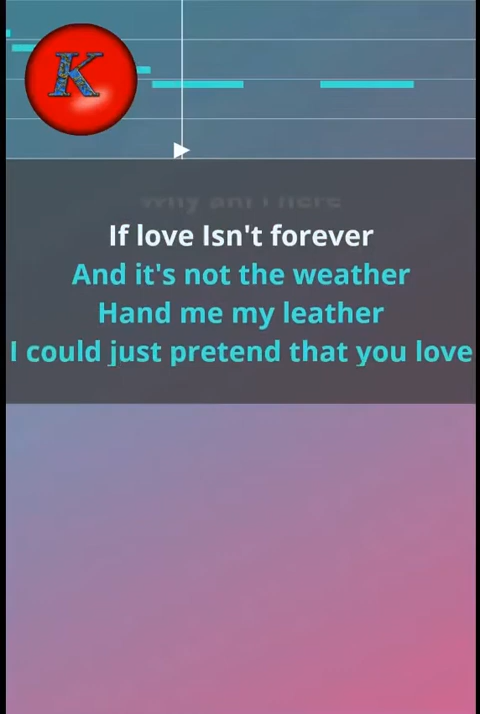 K
Why am I here
If love Isn't forever
And it's not the weather
Hand me my leather
I could just pretend that you love